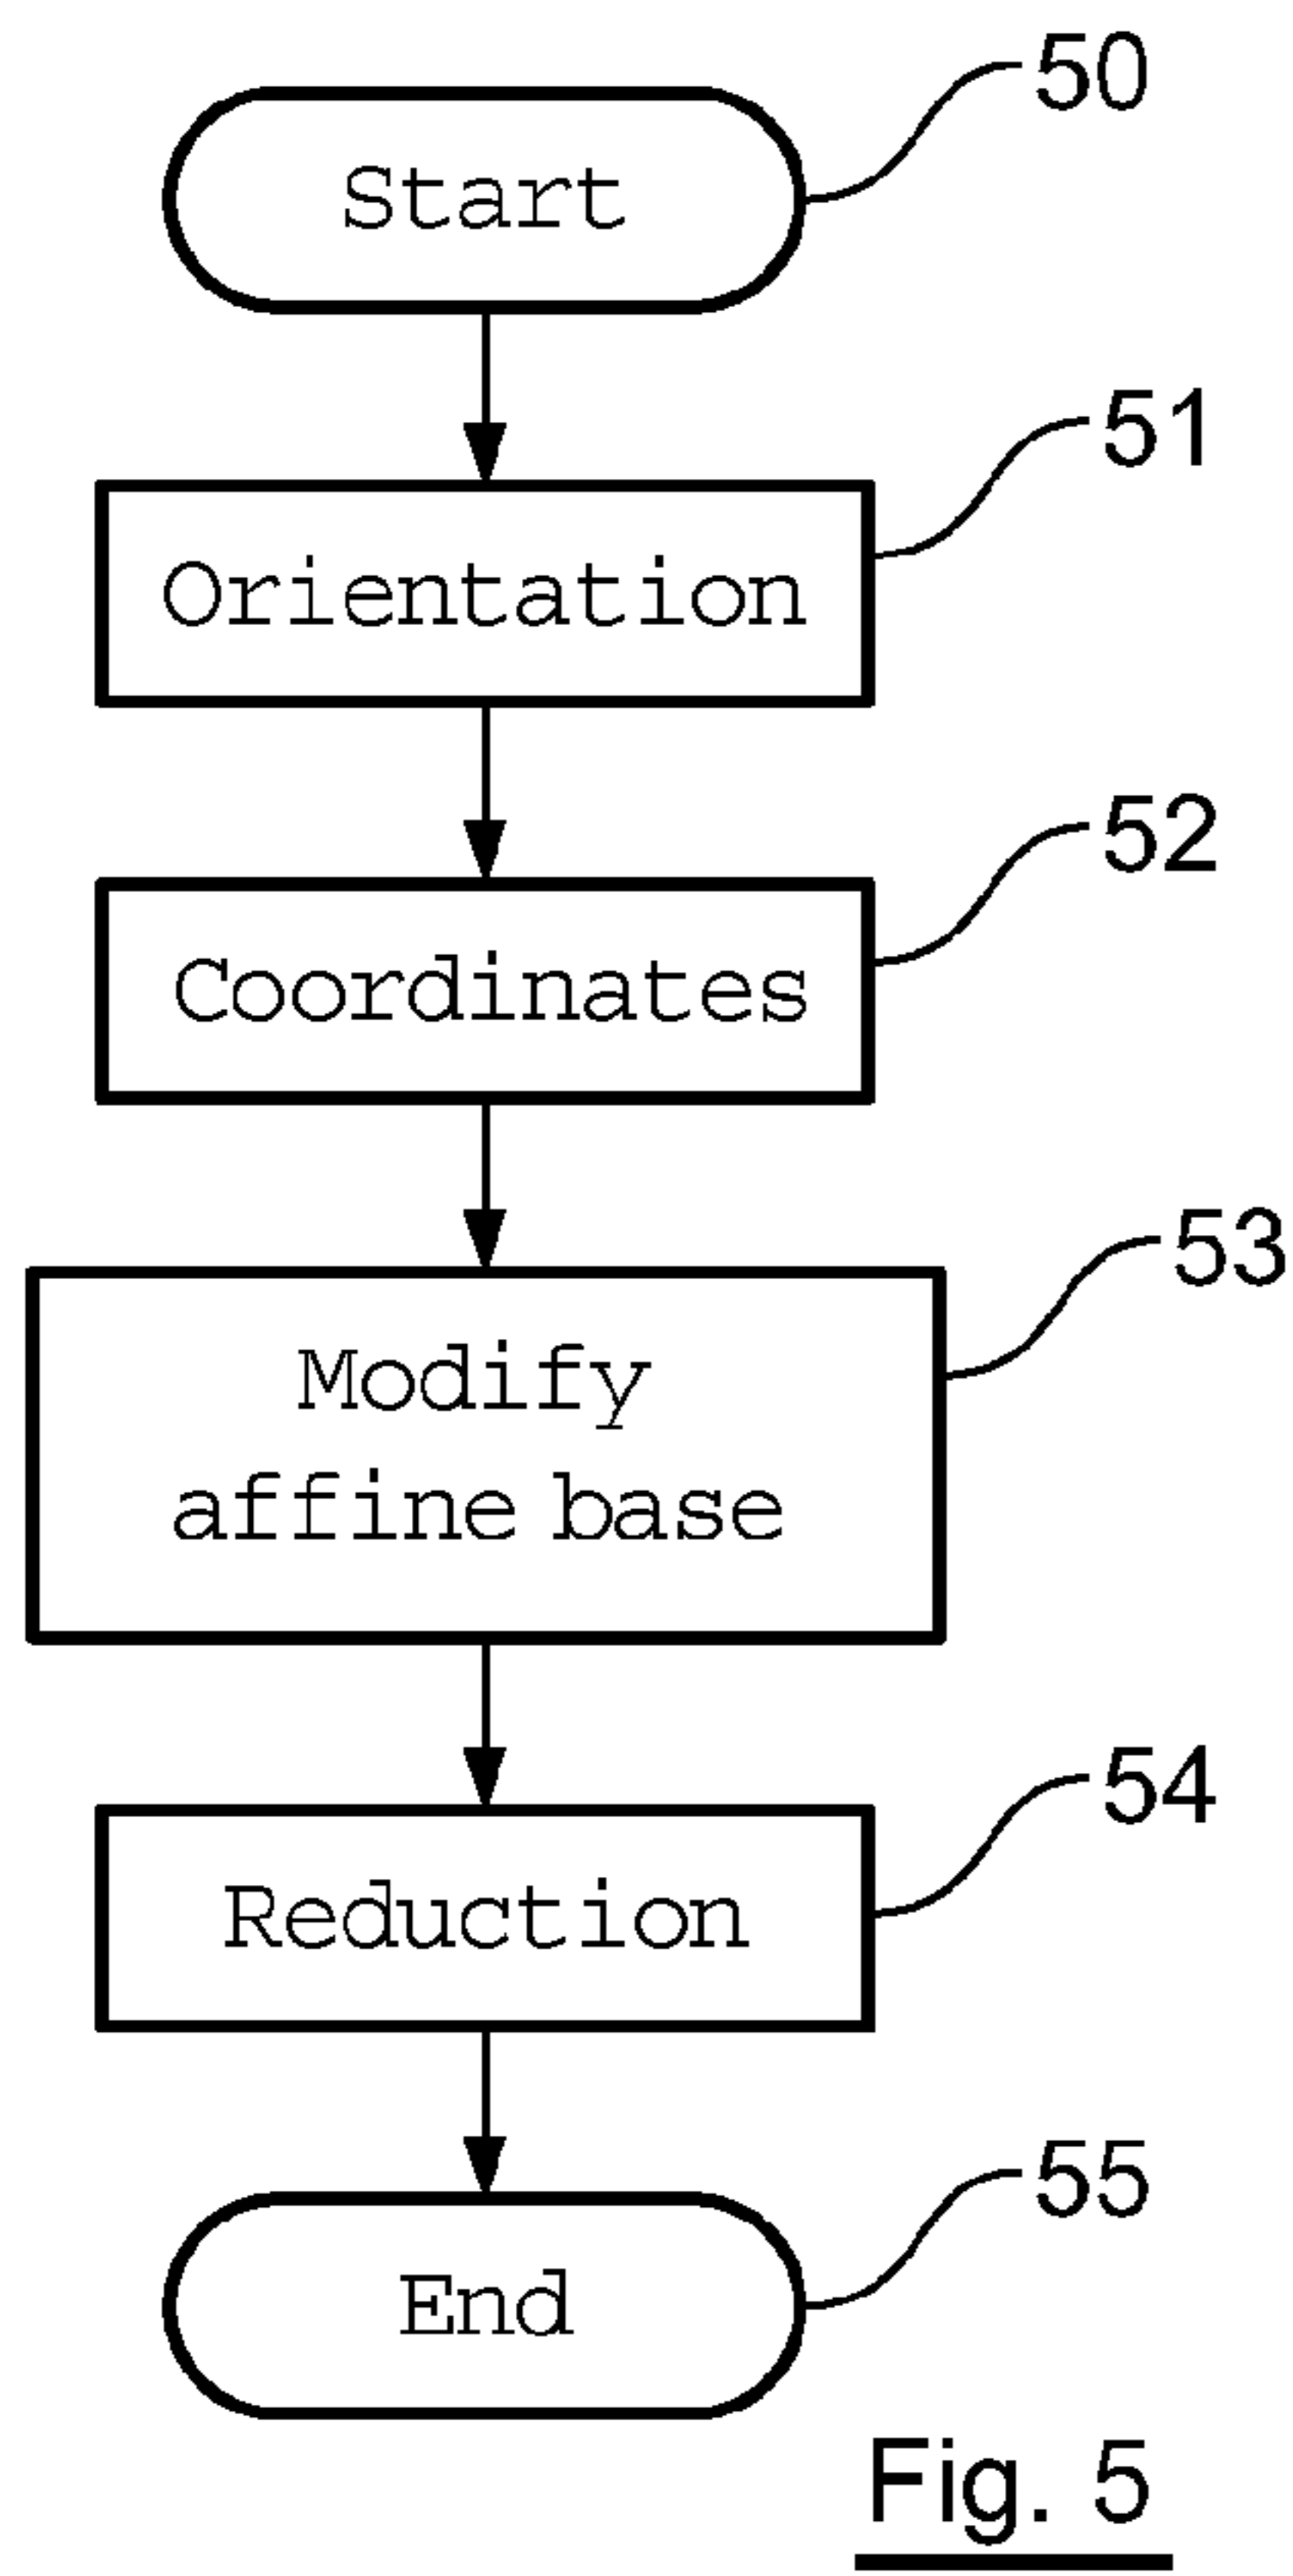 50
Start
51
Orientation
52
Coordinates
53
Modify
affine base
54
Reduction
55
End
Fig. 5